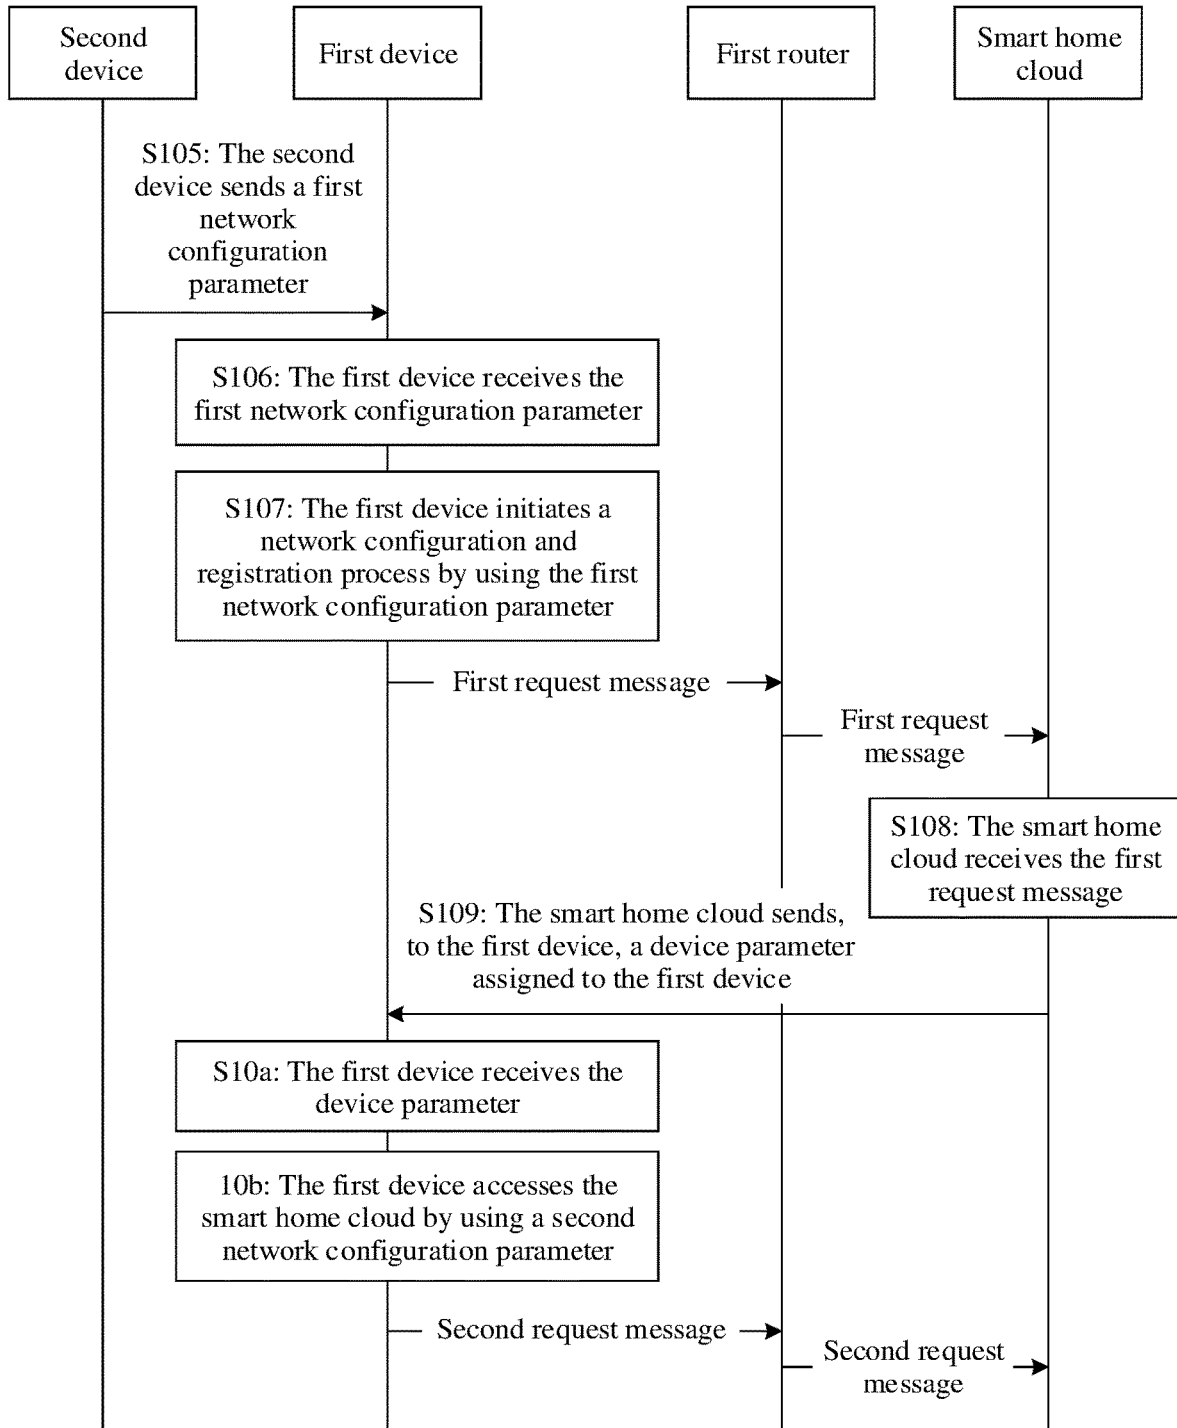 Second
device
First device
First router
Smart home
cloud
S105: The second
device sends a first
network
configuration
parameter
S106: The first device receives the
first network configuration parameter
S107: The first device initiates a
network configuration and
registration process by using the first
network configuration parameter
First request message
First request
message
S108: The smart home
cloud receives the first
request message
S109: The smart home cloud sends,
to the first device, a device parameter
assigned to the first device
S10a: The first device receives the
device parameter
10b: The first device accesses the
smart home cloud by using a second
network configuration parameter
Second request message
Second request
message